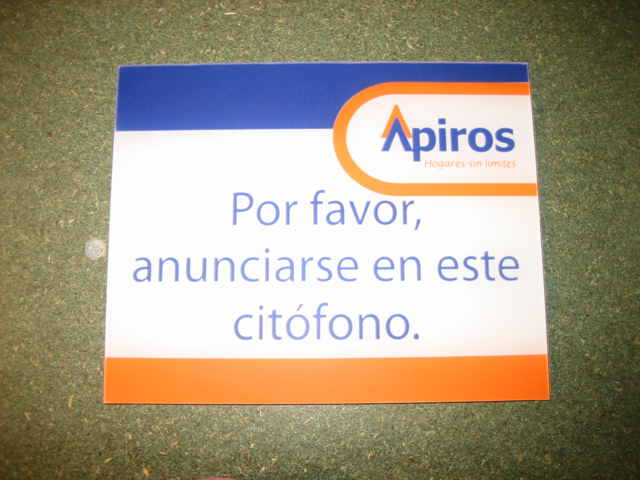 Apiros
Hogares sin limites
Por favor,
anunciarse en este
citófono.